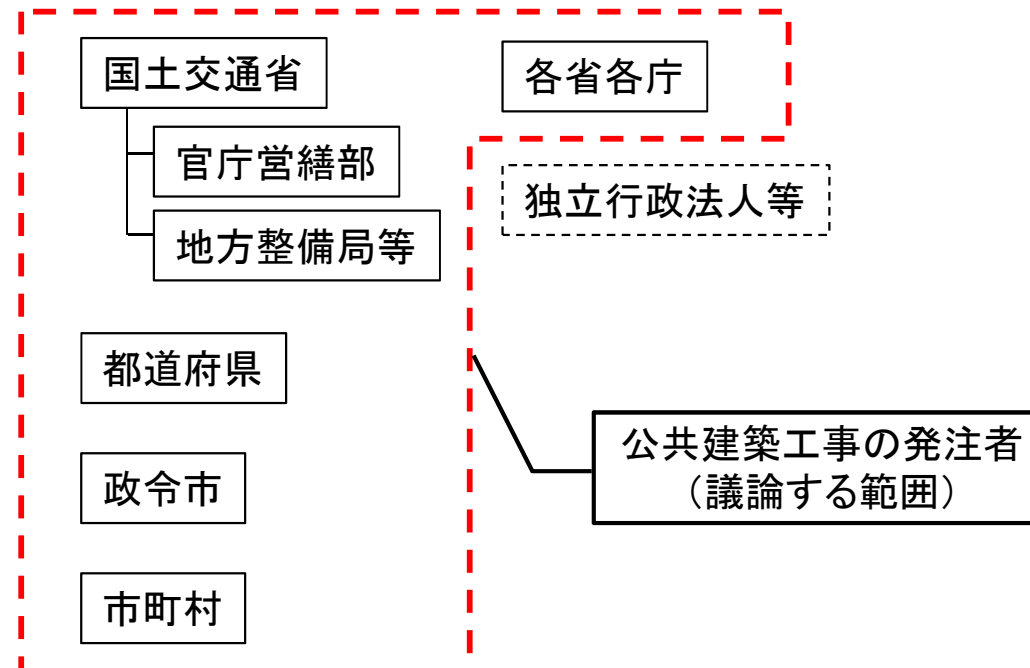 国土交通省
各省各庁
官庁営繕部
独立行政法人等
地方整備局等
都道府県
公共建築工事の発注者
（議論する範囲）
政令市
市町村